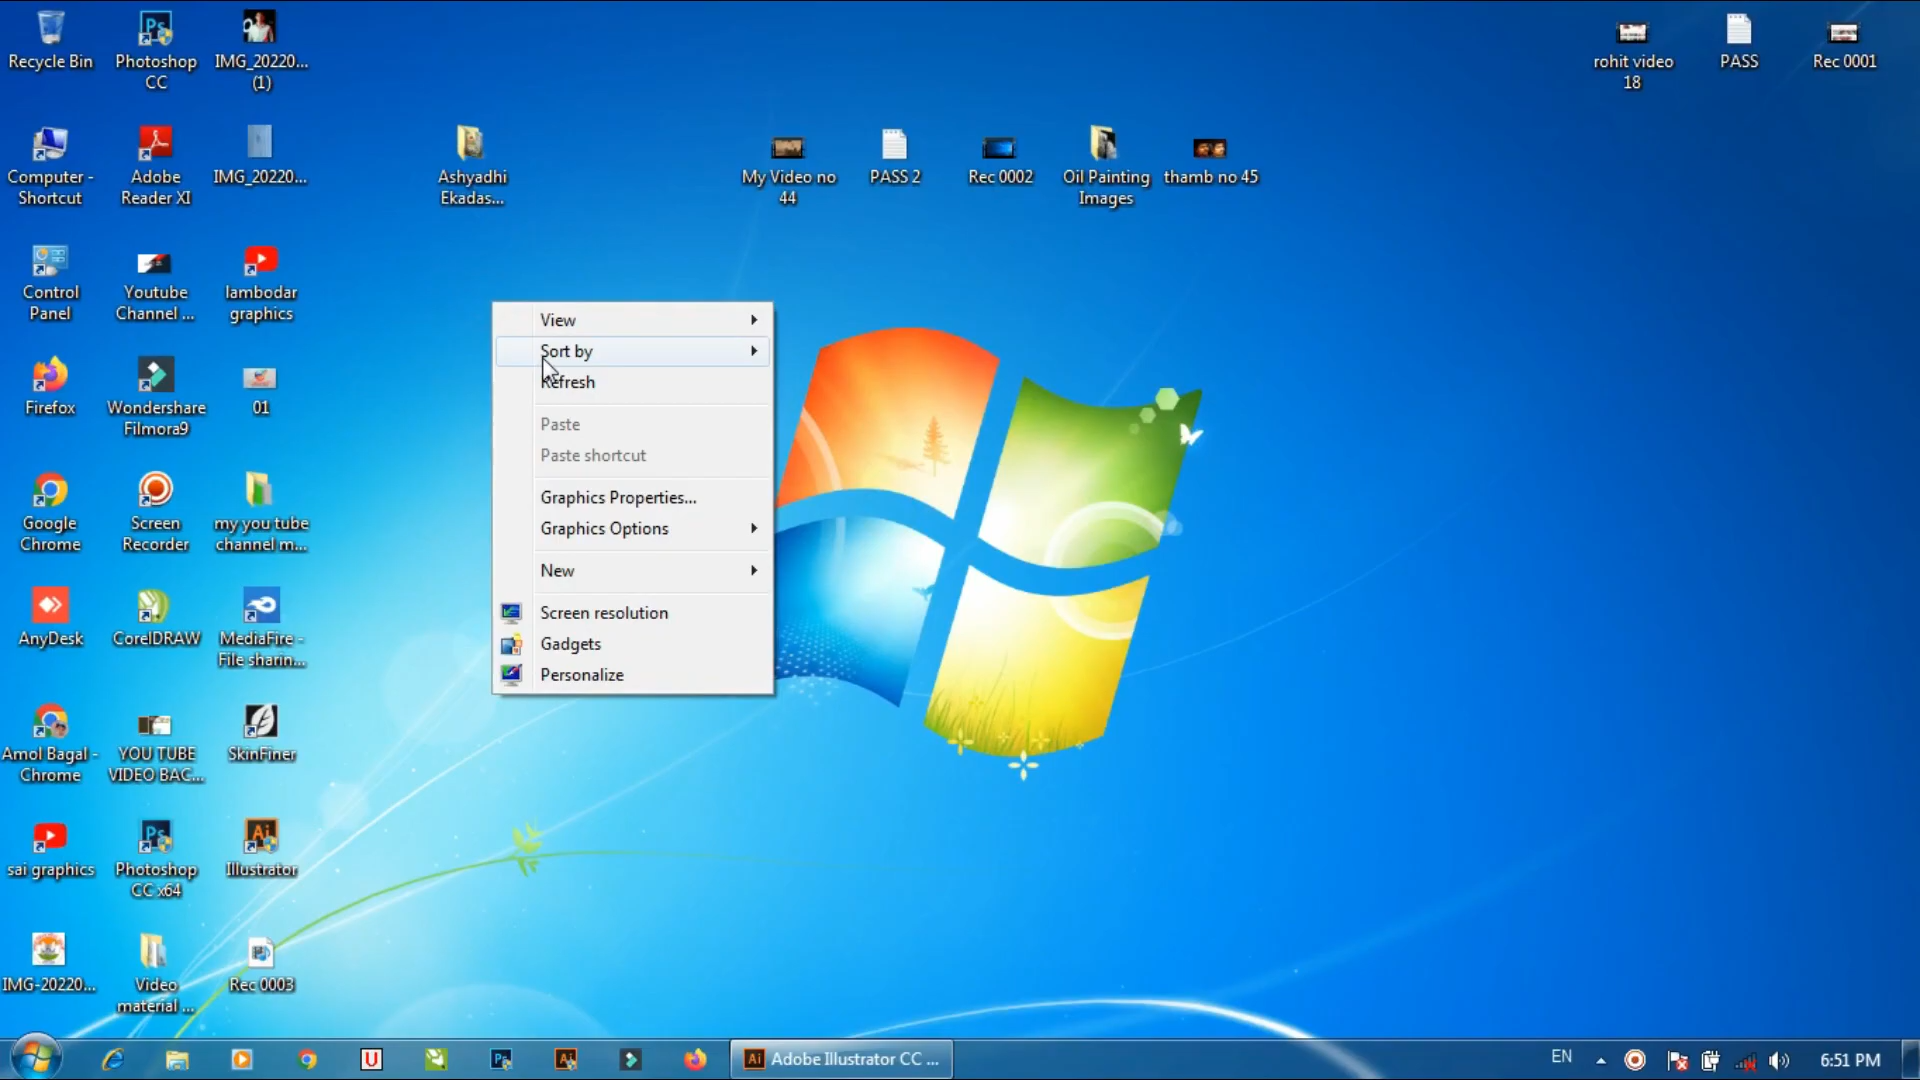 Recycle Bin
Photoshop
CC
IMG_20220...
(1)
rohit video
18
PASS
Rec 0001
Computer -
Shortcut
Adobe
Reader XI
IMG_20220...
Ashyadhi
Ekadas...
My Video no
44
PASS 2
Rec 0002
Oil Painting
Images
thamb no 45
Control
Panel
Youtube
Channel ...
lambodar
graphics
Firefox
Wondershare
Filmora9
01
Google
Chrome
Screen
Recorder
my you tube
channel m...
AnyDesk
CorelDRAW
MediaFire -
File sharin...
Amol Bagal -
Chrome
YOU TUBE
VIDEO BAC...
SkinFiner
sai graphics
Photoshop
CC x64
Illustrator
IMG-20220...
Video
material ...
Rec 0003
View
Sort by
Refresh
Paste
Paste shortcut
Graphics Properties...
Graphics Options
New
Screen resolution
Gadgets
Personalize
Adobe Illustrator CC ...
EN
6:51 PM